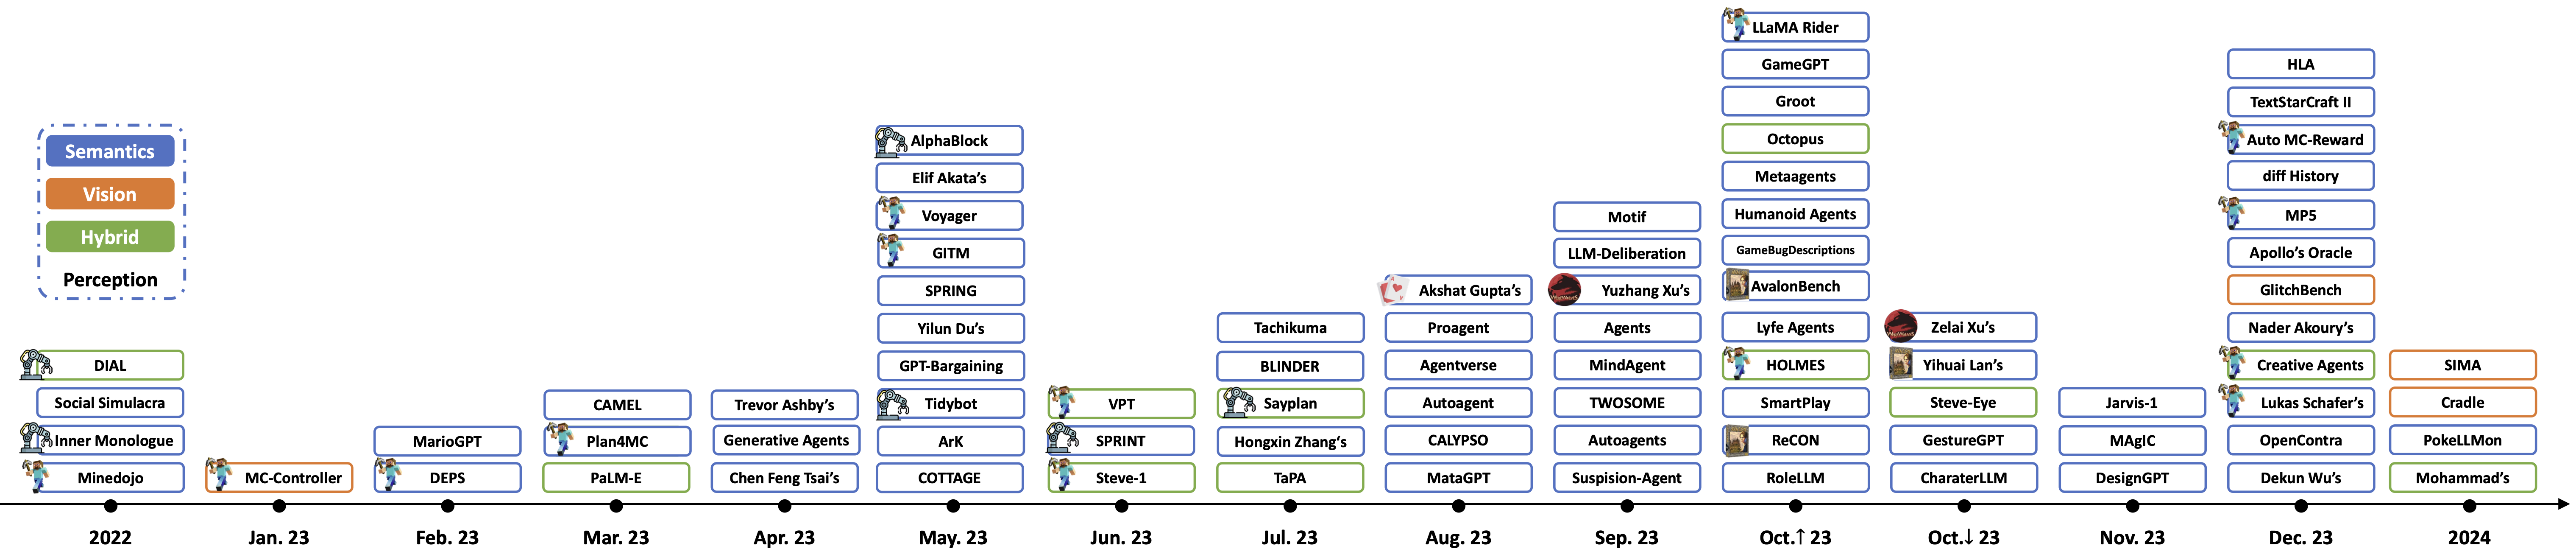 Semantics
Vision
Hybrid
Perception
DIAL
Social Simulacra
Inner Monologue
Minedojo
2022
MC-Controller
Jan. 23
MarioGPT
DEPS
Feb. 23
CAMEL
Plan4MC
PaLM-E
Mar. 23
Trevor Ashby's
Generative Agents
Chen Feng Tsai's
Apr. 23
AlphaBlock
Elif Akata's
Voyager
GITM
SPRING
Yilun Du's
GPT-Bargaining
Tidybot
ArK
COTTAGE
May. 23
VPT
SPRINT
Steve-1
Jun. 23
Tachikuma
BLINDER
Sayplan
Hongxin Zhang's
TaPA
Jul. 23
Akshat Gupta's
Proagent
Agentverse
Autoagent
CALYPSO
MataGPT
Aug. 23
Motif
LLM-Deliberation
Yuzhang Xu's
Agents
MindAgent
TWOSOME
Autoagents
Suspision-Agent
Sep. 23
LLaMA Rider
GameGPT
Groot
Octopus
Metaagents
Humanoid Agents
GameBugDescriptions
AvalonBench
Lyfe Agents
HOLMES
SmartPlay
ReCON
RoleLLM
Oct.↑ 23
Zelai Xu's
Yihuai Lan's
Steve-Eye
GestureGPT
CharaterLLM
Oct.↓ 23
Jarvis-1
MAgIC
DesignGPT
Nov. 23
HLA
TextStarCraft II
Auto MC-Reward
diff History
MP5
Apollo's Oracle
GlitchBench
Nader Akoury's
Creative Agents
Lukas Schafer's
OpenContra
Dekun Wu's
Dec. 23
SIMA
Cradle
PokeLLMon
Mohammad's
2024